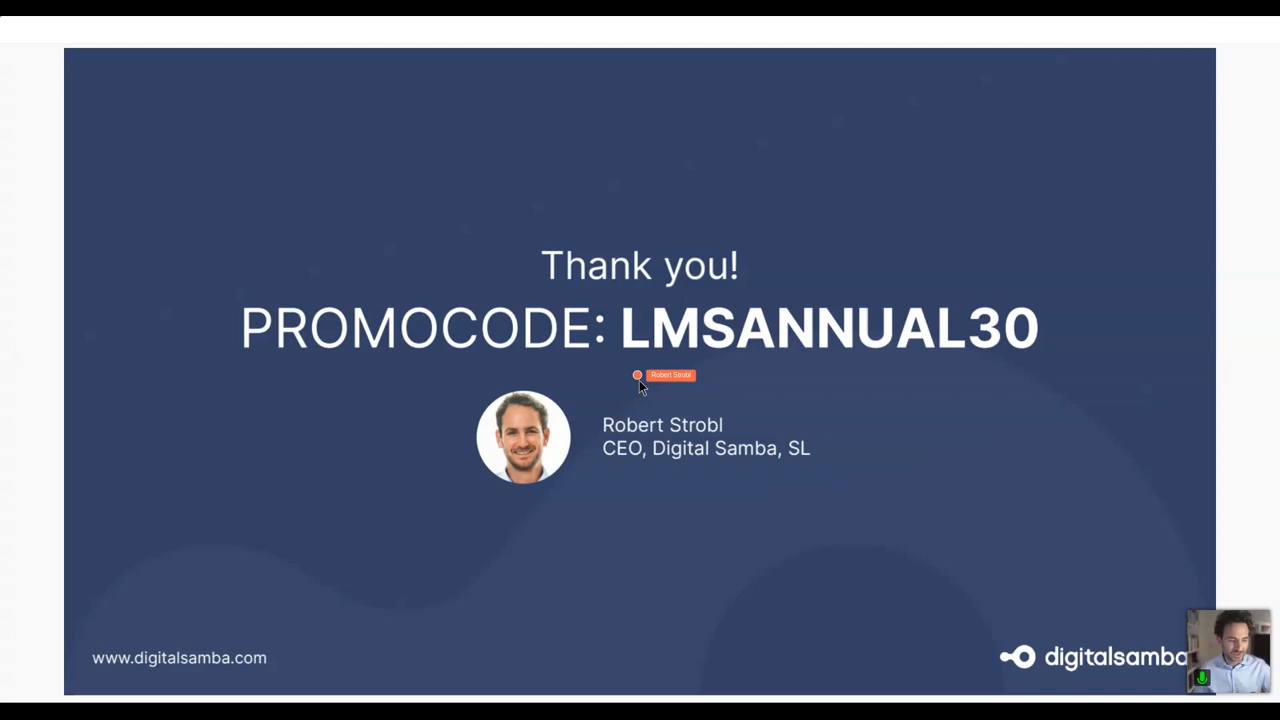 Thank you!
PROMOCODE: LMSANNUAL30
Robert Strobl
Robert Strobl
CEO, Digital Samba, SL
www.digitalsamba.com
digitalsamba